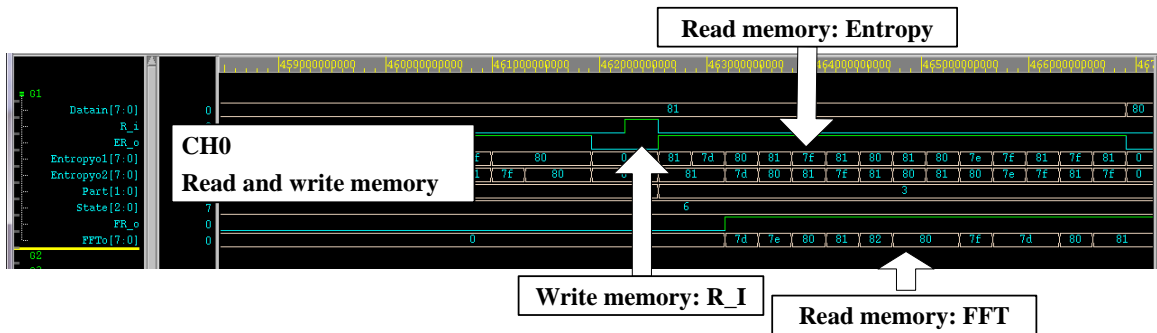 Read memory: Entropy
459000000000 460000000000 461000000000 462000000000 463000000000 464000000000 465000000000 466000000000 467
G1
Datain[7:0] 0 81 80
R_i
ER_o
Entropyo1[7:0] f 80 0 81 7d 80 81 7f 81 80 81 80 7e 7f 81 7f 81 0
Entropyo2[7:0] 1 7f 80 0 81 7d 80 81 7f 81 80 81 80 7e 7f 81 7f 0
CH0
Read and write memory
Part[1:0] 3
State[2:0] 7 6
FR_o 0
FFTo[7:0] 0 0 7d 7e 80 81 82 80 7f 7d 80 81
G2
Write memory: R_I
Read memory: FFT